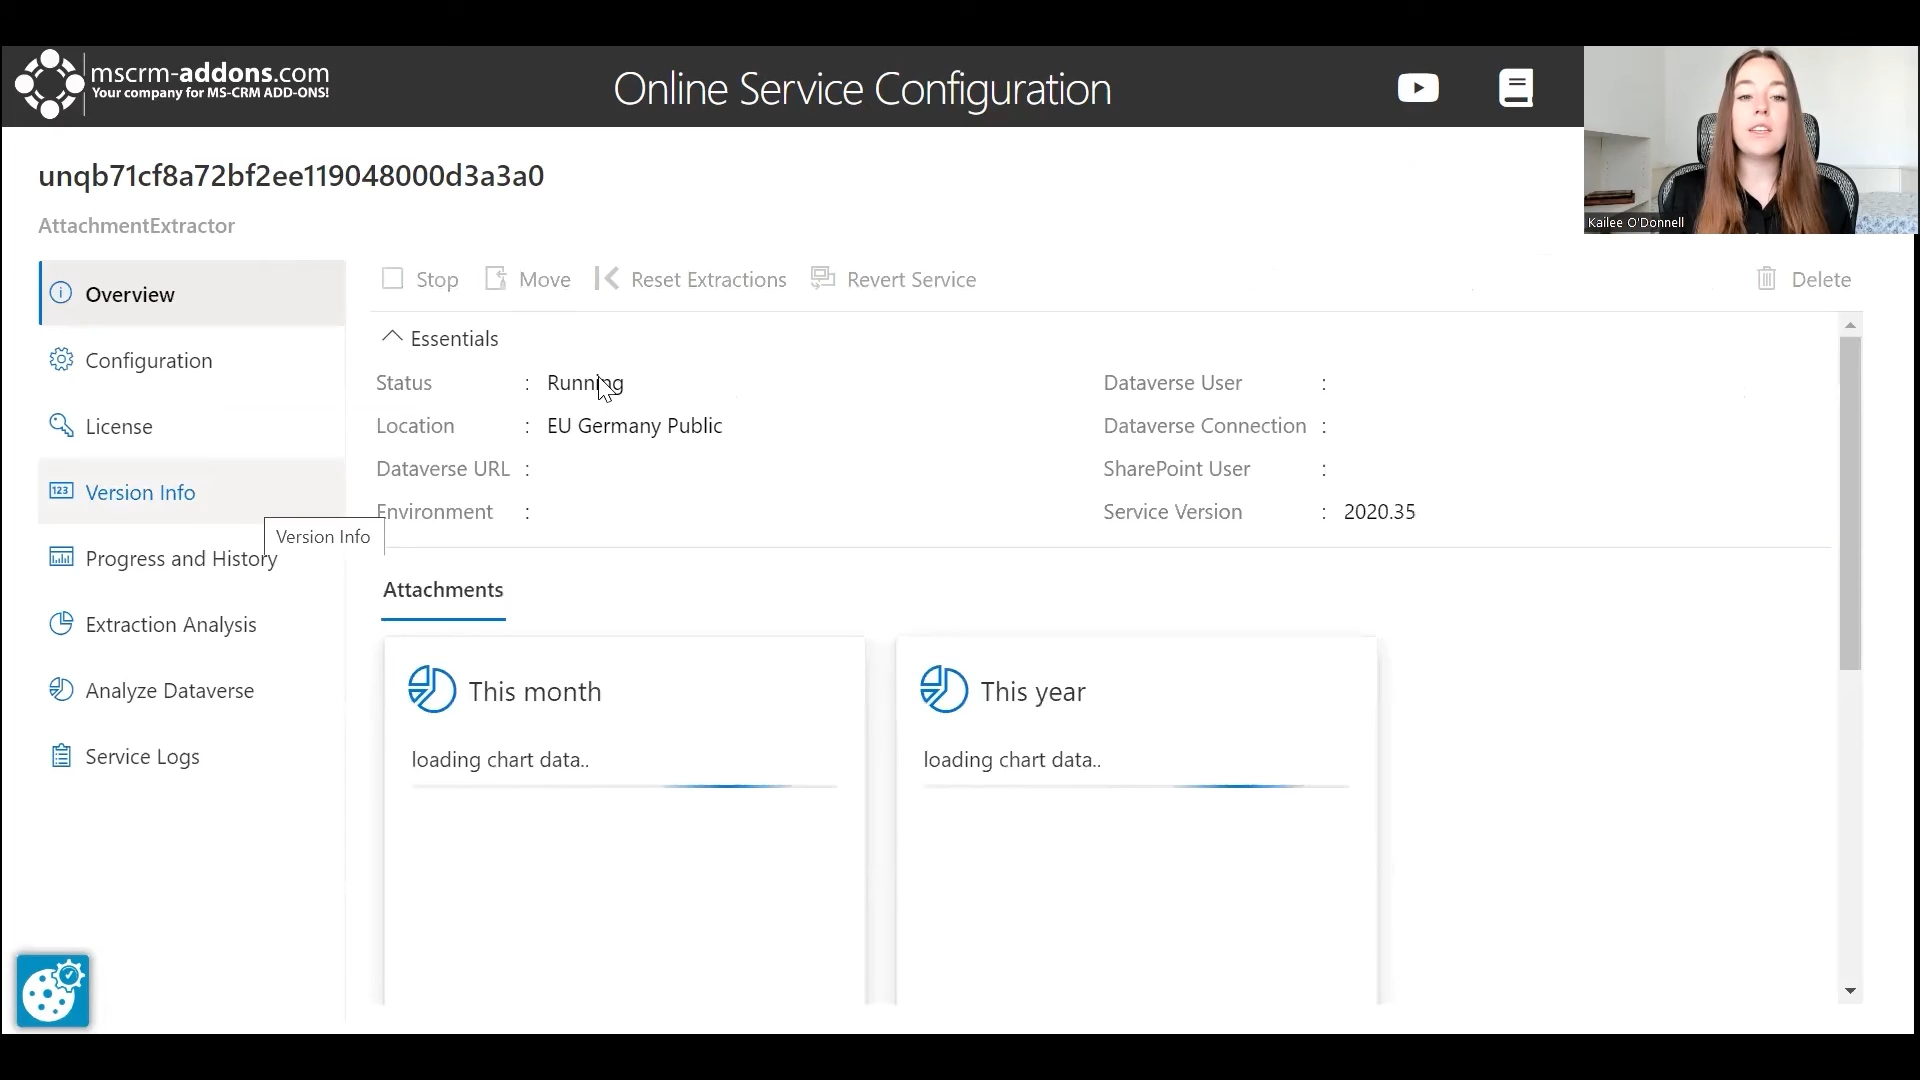 mscrm-addons.com
Your company for MS-CRM ADD-ONS!
Online Service Configuration
Kailee O'Donnell
unqb71cf8a72bf2ee119048000d3a3a0
AttachmentExtractor
Overview
Configuration
License
123 Version Info
Version Info
Progress and History
Extraction Analysis
Analyze Dataverse
Service Logs
Stop Move Reset Extractions Revert Service Delete
Essentials
Status : Running
Location : EU Germany Public
Dataverse URL :
Environment :
Dataverse User :
Dataverse Connection :
SharePoint User :
Service Version : 2020.35
Attachments
This month
loading chart data..
This year
loading chart data..